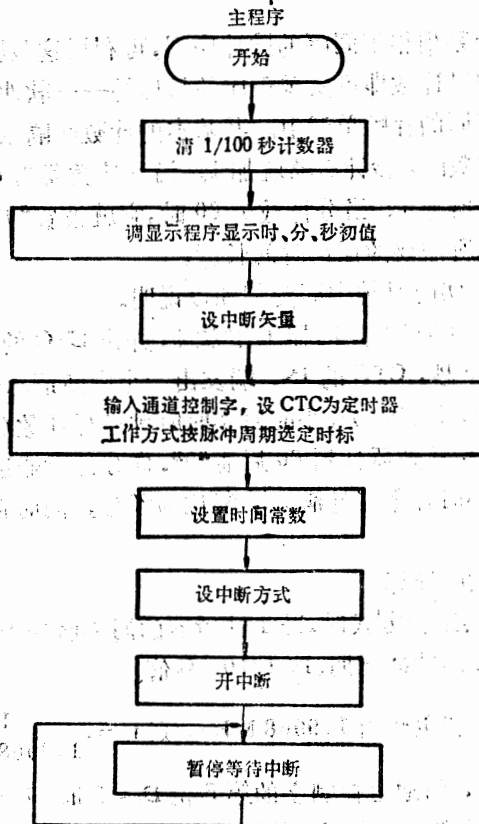 主程序
开始
清 1/100 秒计数器
调显示程序显示时、分、秒初值
设中断矢量
输入通道控制字，设 CTC为定时器
工作方式按脉冲周期选定时标
设置时间常数
设中断方式
开中断
暂停等待中断